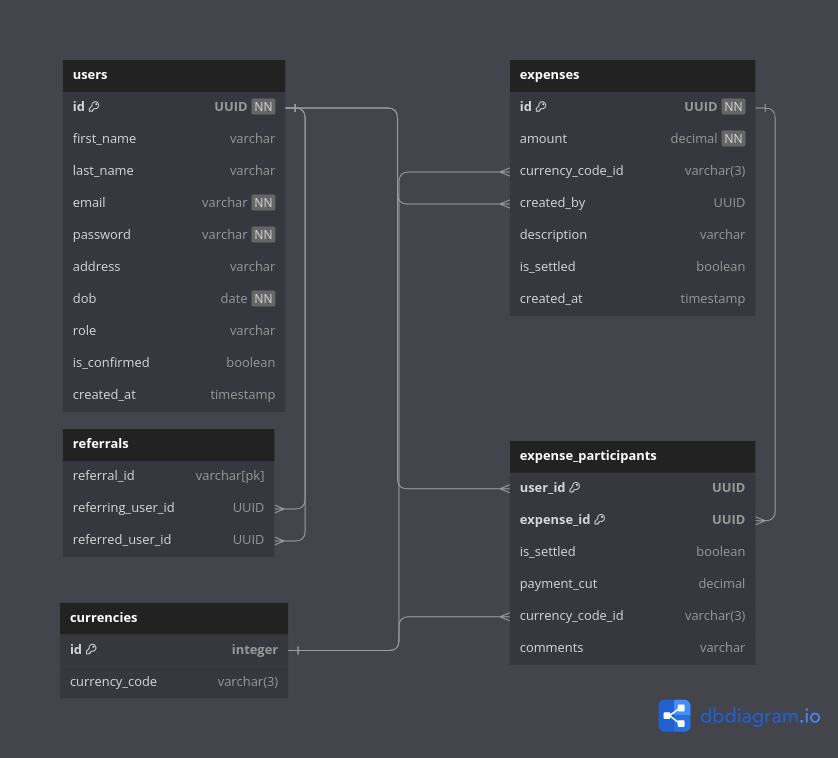 users
id UUID NN
first_name varchar
last_name varchar
email varchar NN
password varchar NN
address varchar
dob date NN
role varchar
is_confirmed boolean
created_at timestamp
referrals
referral_id varchar[pk]
referring_user_id UUID
referred_user_id UUID
currencies
id integer
currency_code varchar(3)
expenses
id UUID NN
amount decimal NN
currency_code_id varchar(3)
created_by UUID
description varchar
is_settled boolean
created_at timestamp
expense_participants
user_id UUID
expense_id UUID
is_settled boolean
payment_cut decimal
currency_code_id varchar(3)
comments varchar
dbdiagram.io